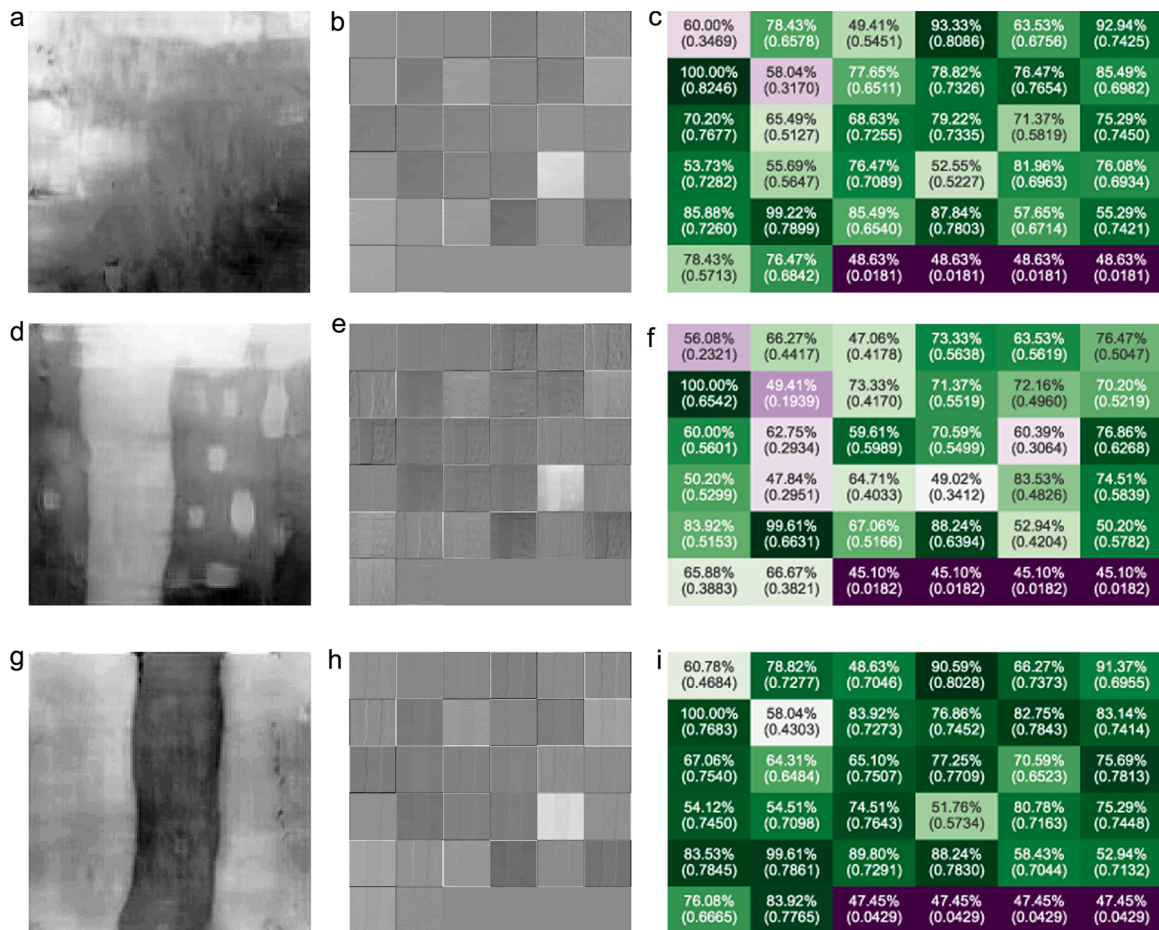 a
b
c
60.00% 78.43% 49.41% 93.33% 63.53% 92.94%
(0.3469) (0.6578) (0.5451) (0.8086) (0.6756) (0.7425)
100.00% 58.04% 77.65% 78.82% 76.47% 85.49%
(0.8246) (0.3170) (0.6511) (0.7326) (0.7654) (0.6982)
70.20% 65.49% 68.63% 79.22% 71.37% 75.29%
(0.7677) (0.5127) (0.7255) (0.7335) (0.5819) (0.7450)
53.73% 55.69% 76.47% 52.55% 81.96% 76.08%
(0.7282) (0.5647) (0.7089) (0.5227) (0.6963) (0.6934)
85.88% 99.22% 85.49% 87.84% 57.65% 55.29%
(0.7260) (0.7899) (0.6540) (0.7803) (0.6714) (0.7421)
78.43% 76.47% 48.63% 48.63% 48.63% 48.63%
(0.5713) (0.6842) (0.0181) (0.0181) (0.0181) (0.0181)
d
e
f
56.08% 66.27% 47.06% 73.33% 63.53% 76.47%
(0.2321) (0.4417) (0.4178) (0.5638) (0.5619) (0.5047)
100.00% 49.41% 73.33% 71.37% 72.16% 70.20%
(0.6542) (0.1939) (0.4170) (0.5519) (0.4960) (0.5219)
60.00% 62.75% 59.61% 70.59% 60.39% 76.86%
(0.5601) (0.2934) (0.5989) (0.5499) (0.3064) (0.6268)
50.20% 47.84% 64.71% 49.02% 83.53% 74.51%
(0.5299) (0.2951) (0.4033) (0.3412) (0.4826) (0.5839)
83.92% 99.61% 67.06% 88.24% 52.94% 50.20%
(0.5153) (0.6631) (0.5166) (0.6394) (0.4204) (0.5782)
65.88% 66.67% 45.10% 45.10% 45.10% 45.10%
(0.3883) (0.3821) (0.0182) (0.0182) (0.0182) (0.0182)
g
h
i
60.78% 78.82% 48.63% 90.59% 66.27% 91.37%
(0.4684) (0.7277) (0.7046) (0.8028) (0.7373) (0.6955)
100.00% 58.04% 83.92% 76.86% 82.75% 83.14%
(0.7683) (0.4303) (0.7273) (0.7452) (0.7843) (0.7414)
67.06% 64.31% 65.10% 77.25% 70.59% 75.69%
(0.7540) (0.6484) (0.7507) (0.7709) (0.6523) (0.7813)
54.12% 54.51% 74.51% 51.76% 80.78% 75.29%
(0.7450) (0.7098) (0.7643) (0.5734) (0.7163) (0.7448)
83.53% 99.61% 89.80% 88.24% 58.43% 52.94%
(0.7845) (0.7861) (0.7291) (0.7830) (0.7044) (0.7132)
76.08% 83.92% 47.45% 47.45% 47.45% 47.45%
(0.6665) (0.7765) (0.0429) (0.0429) (0.0429) (0.0429)